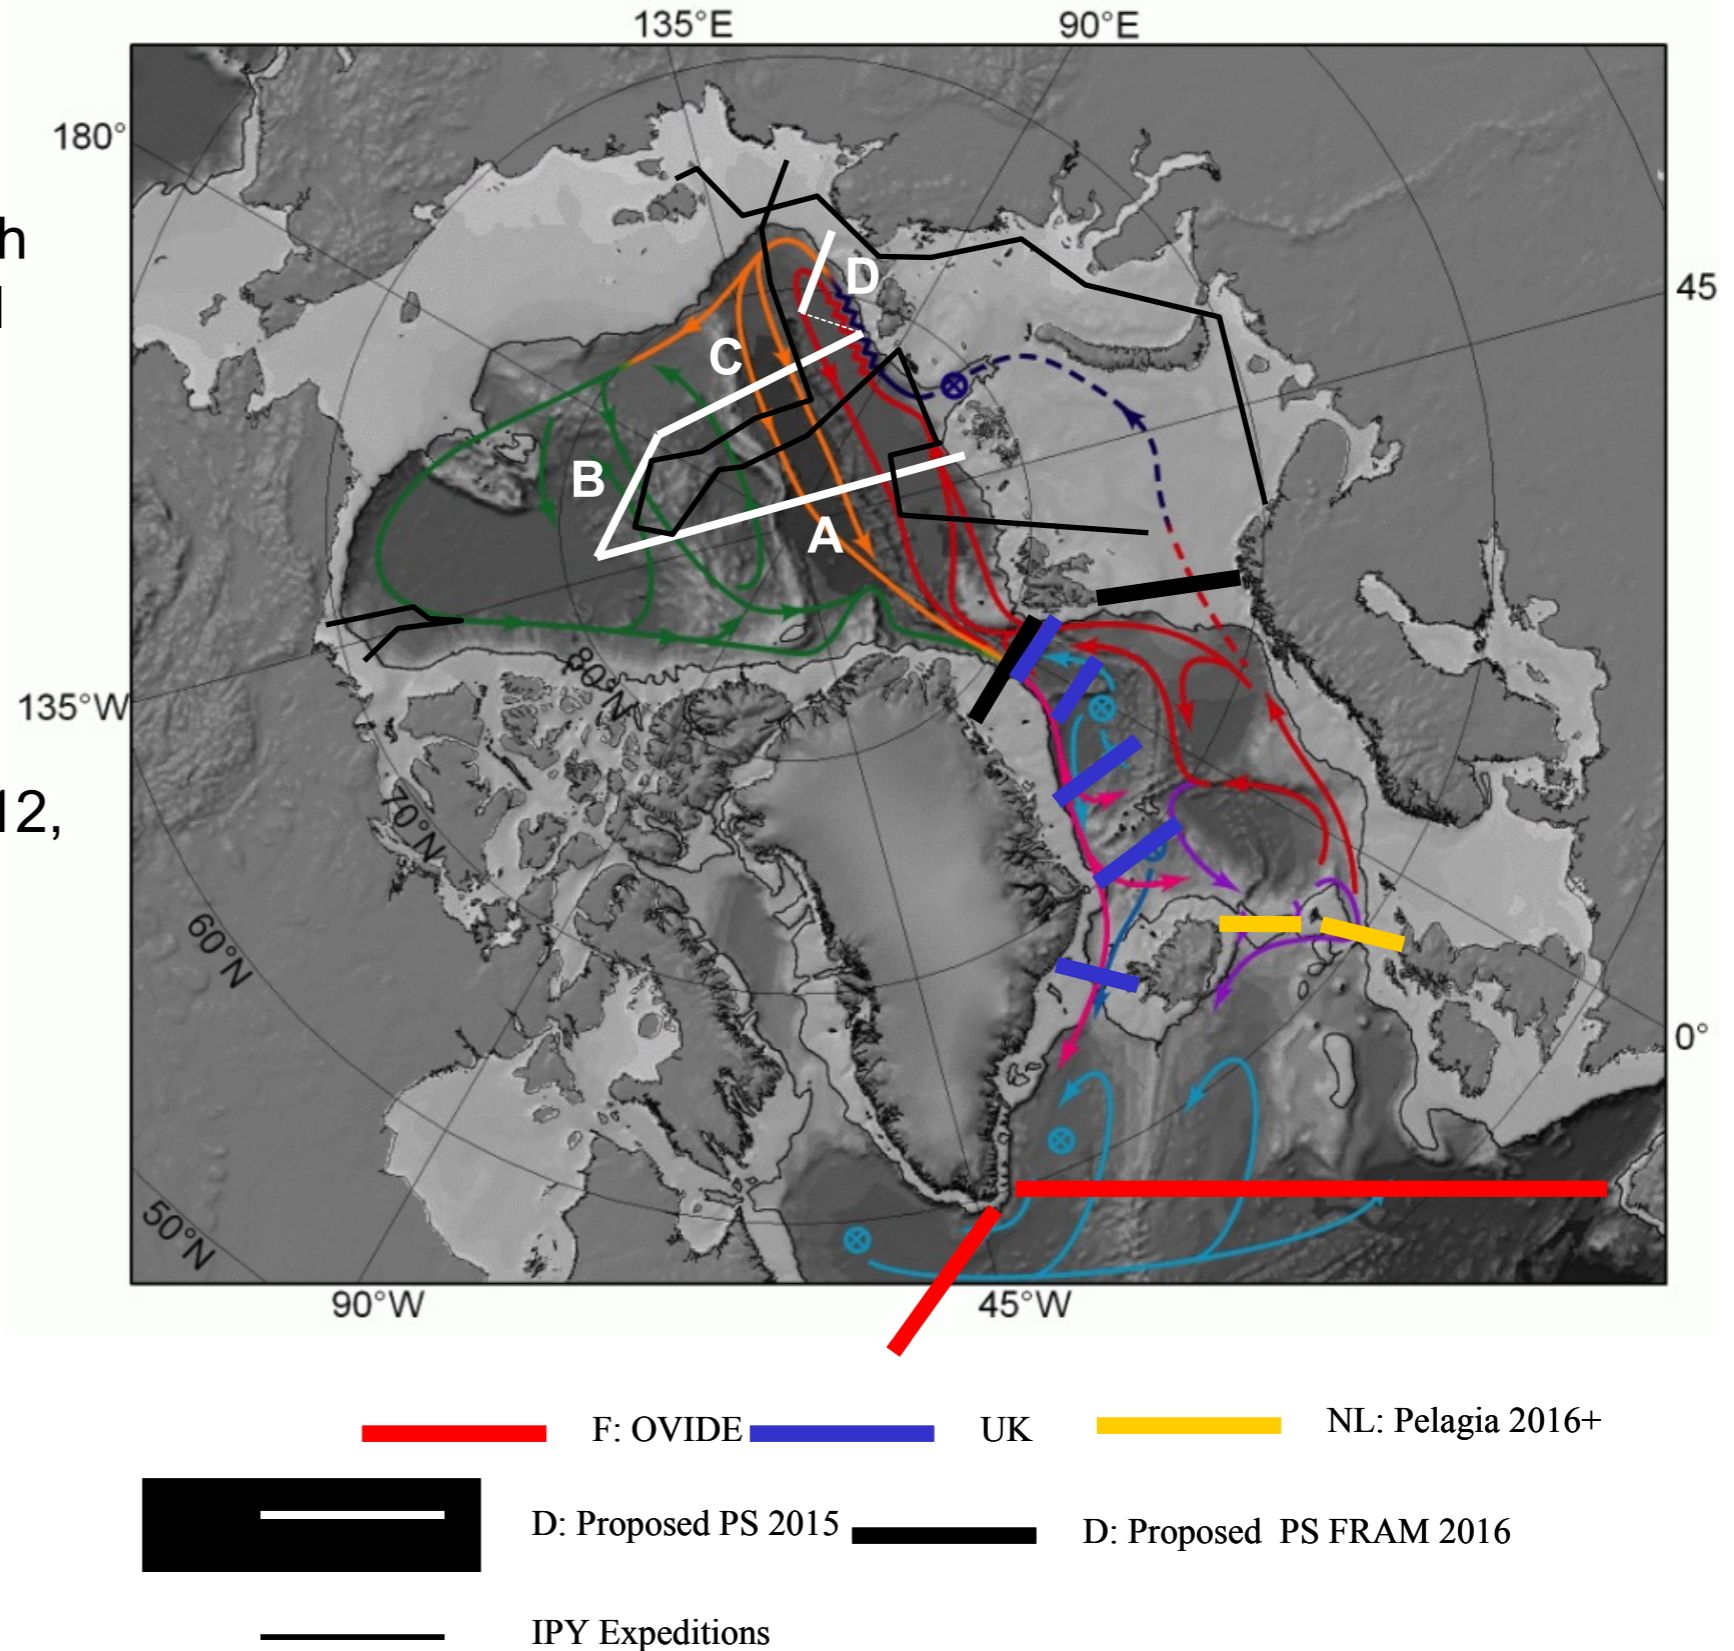 135°E 90°E
180°
h
D
45
C
B
A
12,
135°W
80°N
70°N
60°N
0°
50°N
90°W 45°W
F: OVIDE UK NL: Pelagia 2016+
D: Proposed PS 2015 D: Proposed PS FRAM 2016
IPY Expeditions